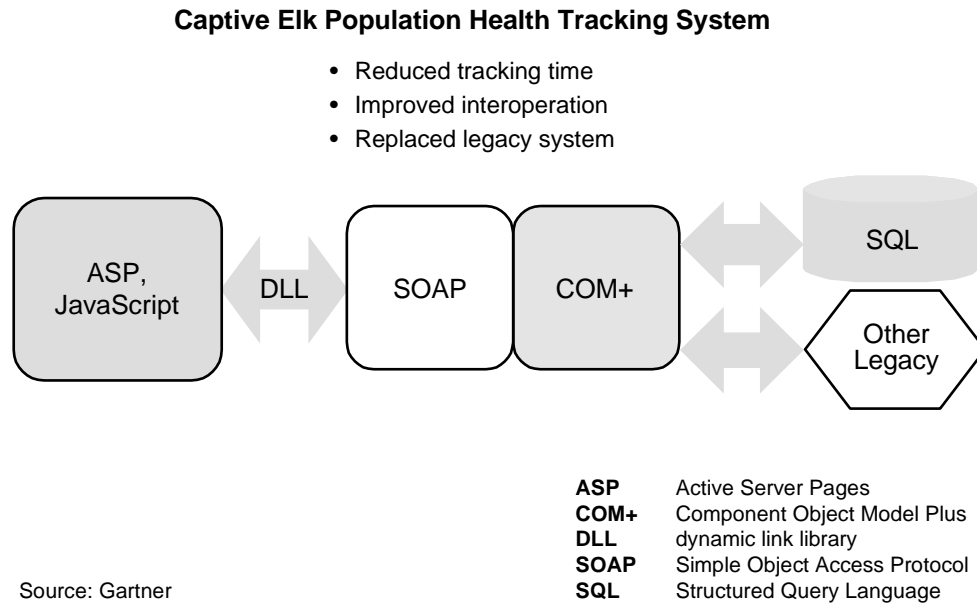 Captive Elk Population Health Tracking System
• Reduced tracking time
• Improved interoperation
• Replaced legacy system
ASP,
JavaScript
DLL
SOAP
COM+
SQL
Other
Legacy
ASP Active Server Pages
COM+ Component Object Model Plus
DLL dynamic link library
SOAP Simple Object Access Protocol
SQL Structured Query Language
Source: Gartner